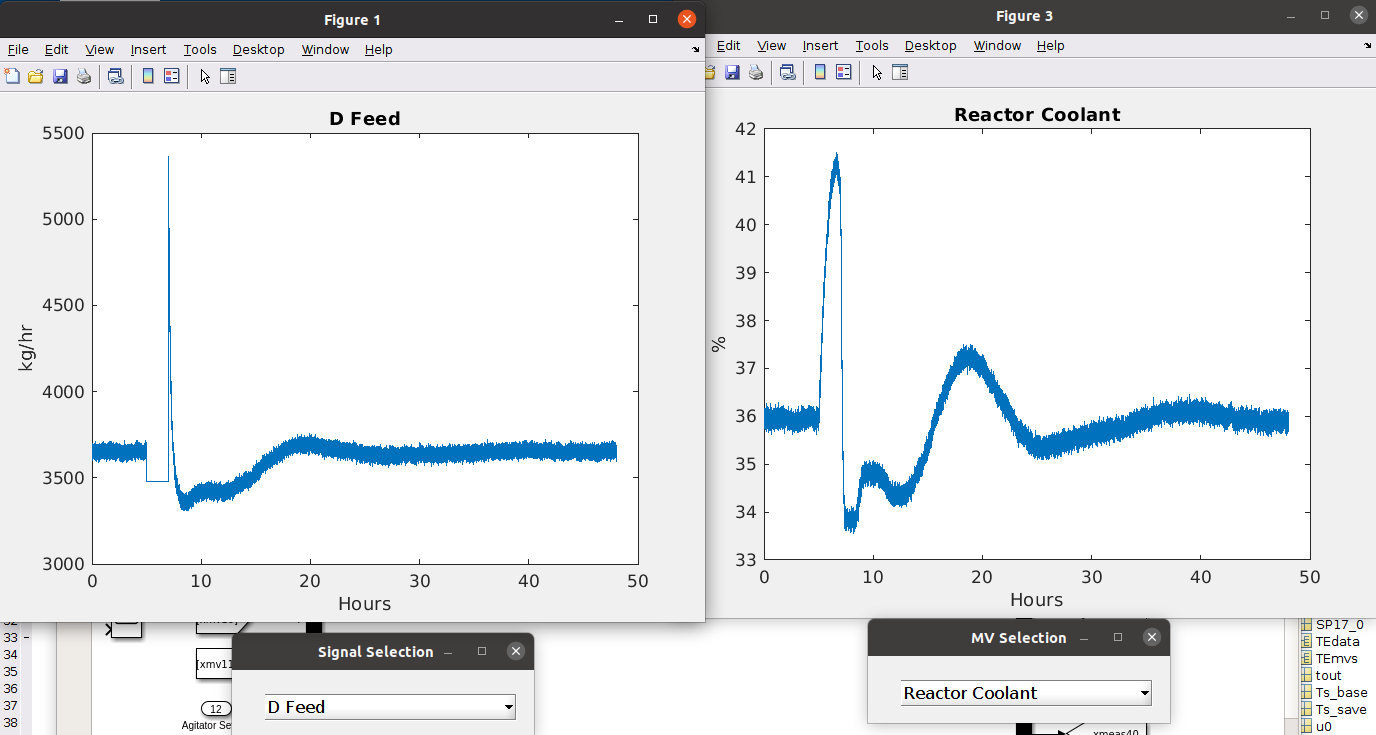 Figure 1
File Edit View Insert Tools Desktop Window Help
D Feed
5500
5000
4500
4000
3500
3000
kg/hr
0 10 20 30 40 50
Hours
Figure 3
Edit View Insert Tools Desktop Window Help
Reactor Coolant
42
41
40
39
38
37
36
35
34
33
%
0 10 20 30 40 50
Hours
33
34
35
36
37
38
[xmv11
12
Agitator Se
Signal Selection
D Feed
MV Selection
Reactor Coolant
xmeas40
SP17_0
TEdata
TEmvs
tout
Ts_base
Ts_save
u0